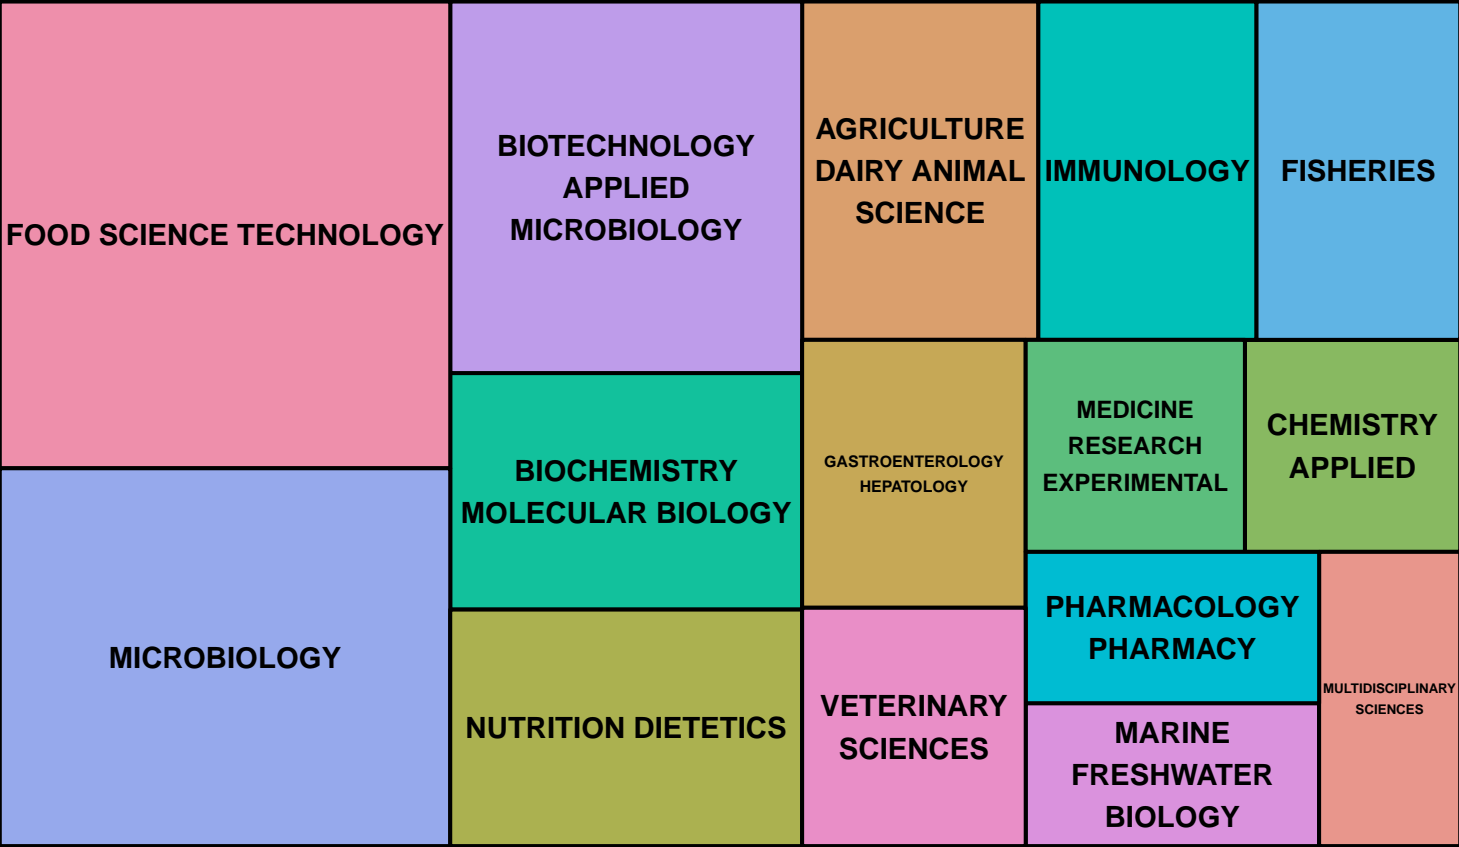 FOOD SCIENCE TECHNOLOGY
MICROBIOLOGY
BIOTECHNOLOGY
APPLIED
MICROBIOLOGY
BIOCHEMISTRY
MOLECULAR BIOLOGY
NUTRITION DIETETICS
AGRICULTURE
DAIRY ANIMAL
SCIENCE
IMMUNOLOGY
FISHERIES
GASTROENTEROLOGY
HEPATOLOGY
MEDICINE
RESEARCH
EXPERIMENTAL
CHEMISTRY
APPLIED
VETERINARY
SCIENCES
PHARMACOLOGY
PHARMACY
MARINE
FRESHWATER
BIOLOGY
MULTIDISCIPLINARY
SCIENCES